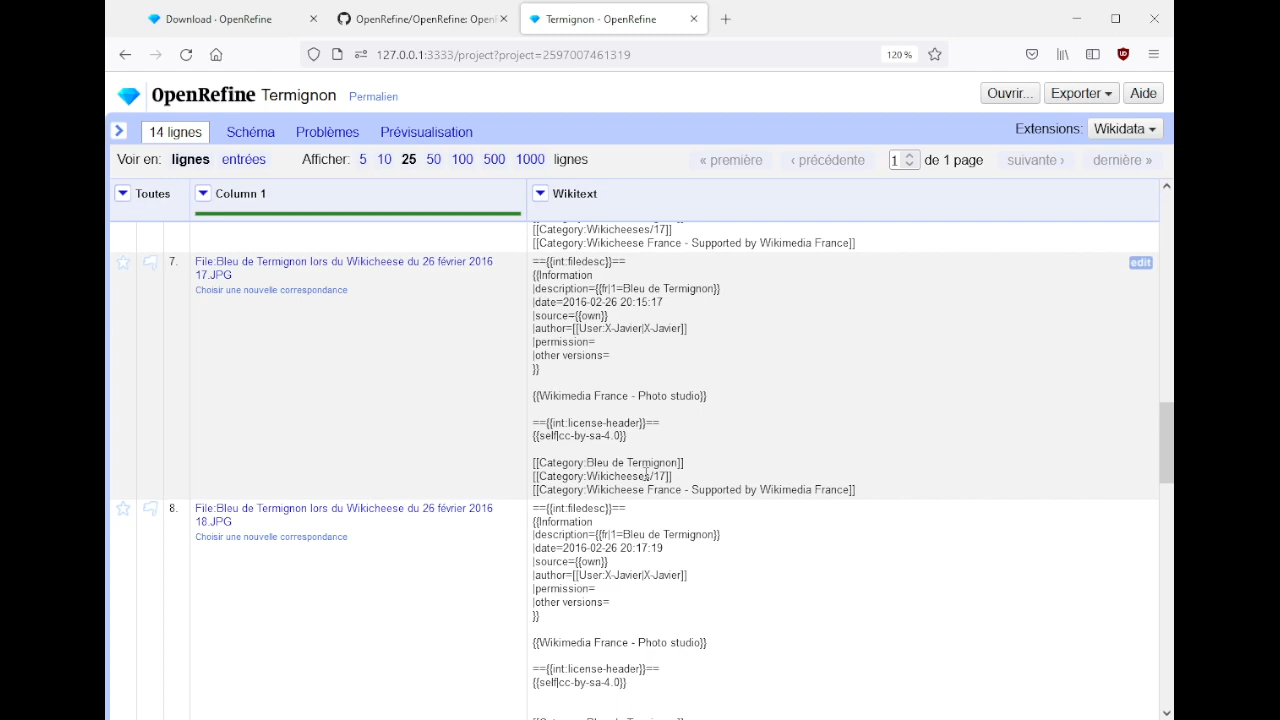 Download · OpenRefine
OpenRefine/OpenRefine: Open
Termignon - OpenRefine
127.0.0.1:3333/project?project=2597007461319
120 %
OpenRefine Termignon Permalien
Ouvrir... Exporter Aide
14 lignes Schéma Problèmes Prévisualisation
Extensions: Wikidata
Voir en: lignes entrées Afficher: 5 10 25 50 100 500 1000 lignes
« première ‹ précédente 1 de 1 page suivante › dernière »
Toutes Column 1 Wikitext
[[Category:Wikicheeses/17]]
[[Category:Wikicheese France - Supported by Wikimedia France]]
7.
File:Bleu de Termignon lors du Wikicheese du 26 février 2016
17.JPG
Choisir une nouvelle correspondance
=={{int:filedesc}}==
{{Information
|description={{fr|1=Bleu de Termignon}}
|date=2016-02-26 20:15:17
|source={{own}}
|author=[[User:X-Javier|X-Javier]]
|permission=
|other versions=
}}
{{Wikimedia France - Photo studio}}
=={{int:license-header}}==
{{self|cc-by-sa-4.0}}
[[Category:Bleu de Termignon]]
[[Category:Wikicheeses/17]]
[[Category:Wikicheese France - Supported by Wikimedia France]]
edit
8.
File:Bleu de Termignon lors du Wikicheese du 26 février 2016
18.JPG
Choisir une nouvelle correspondance
=={{int:filedesc}}==
{{Information
|description={{fr|1=Bleu de Termignon}}
|date=2016-02-26 20:17:19
|source={{own}}
|author=[[User:X-Javier|X-Javier]]
|permission=
|other versions=
}}
{{Wikimedia France - Photo studio}}
=={{int:license-header}}==
{{self|cc-by-sa-4.0}}